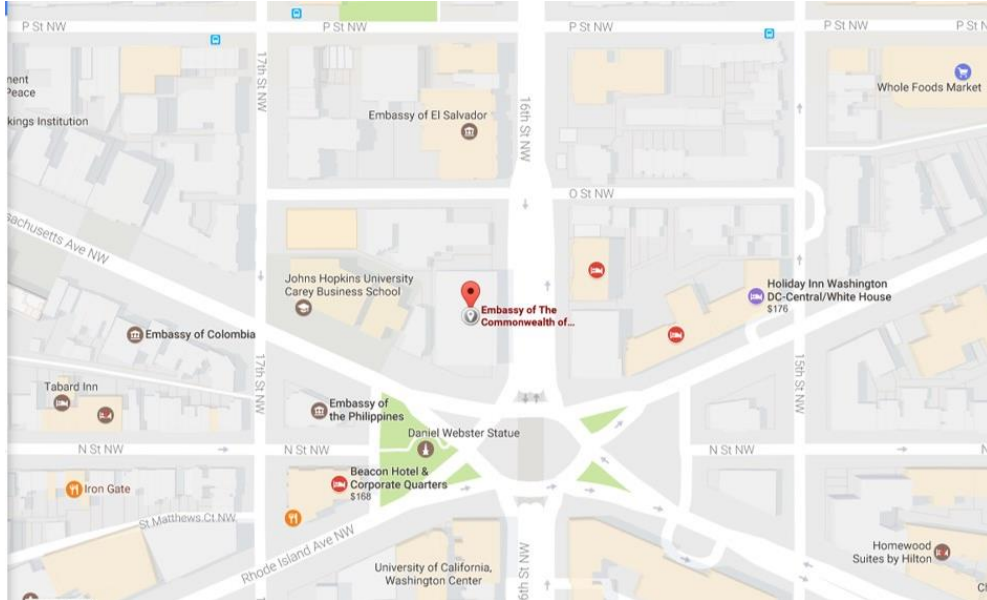 P St NW
P St NW
P St NW
P St NW
P St N
17th St NW
16th St NW
nent
Peace
kings Institution
Embassy of El Salvador
Whole Foods Market
O St NW
sachusetts Ave NW
Johns Hopkins University
Carey Business School
Embassy of The
Commonwealth of...
Holiday Inn Washington
DC-Central/White House
$176
Embassy of Colombia
17th St NW
15th St NW
Tabard Inn
Embassy of
the Philippines
Daniel Webster Statue
N St NW
N St NW
N St NW
Beacon Hotel &
Corporate Quarters
$168
Iron Gate
St Matthews Ct NW
Rhode Island Ave NW
University of California,
Washington Center
16th St NW
Homewood
Suites by Hilton